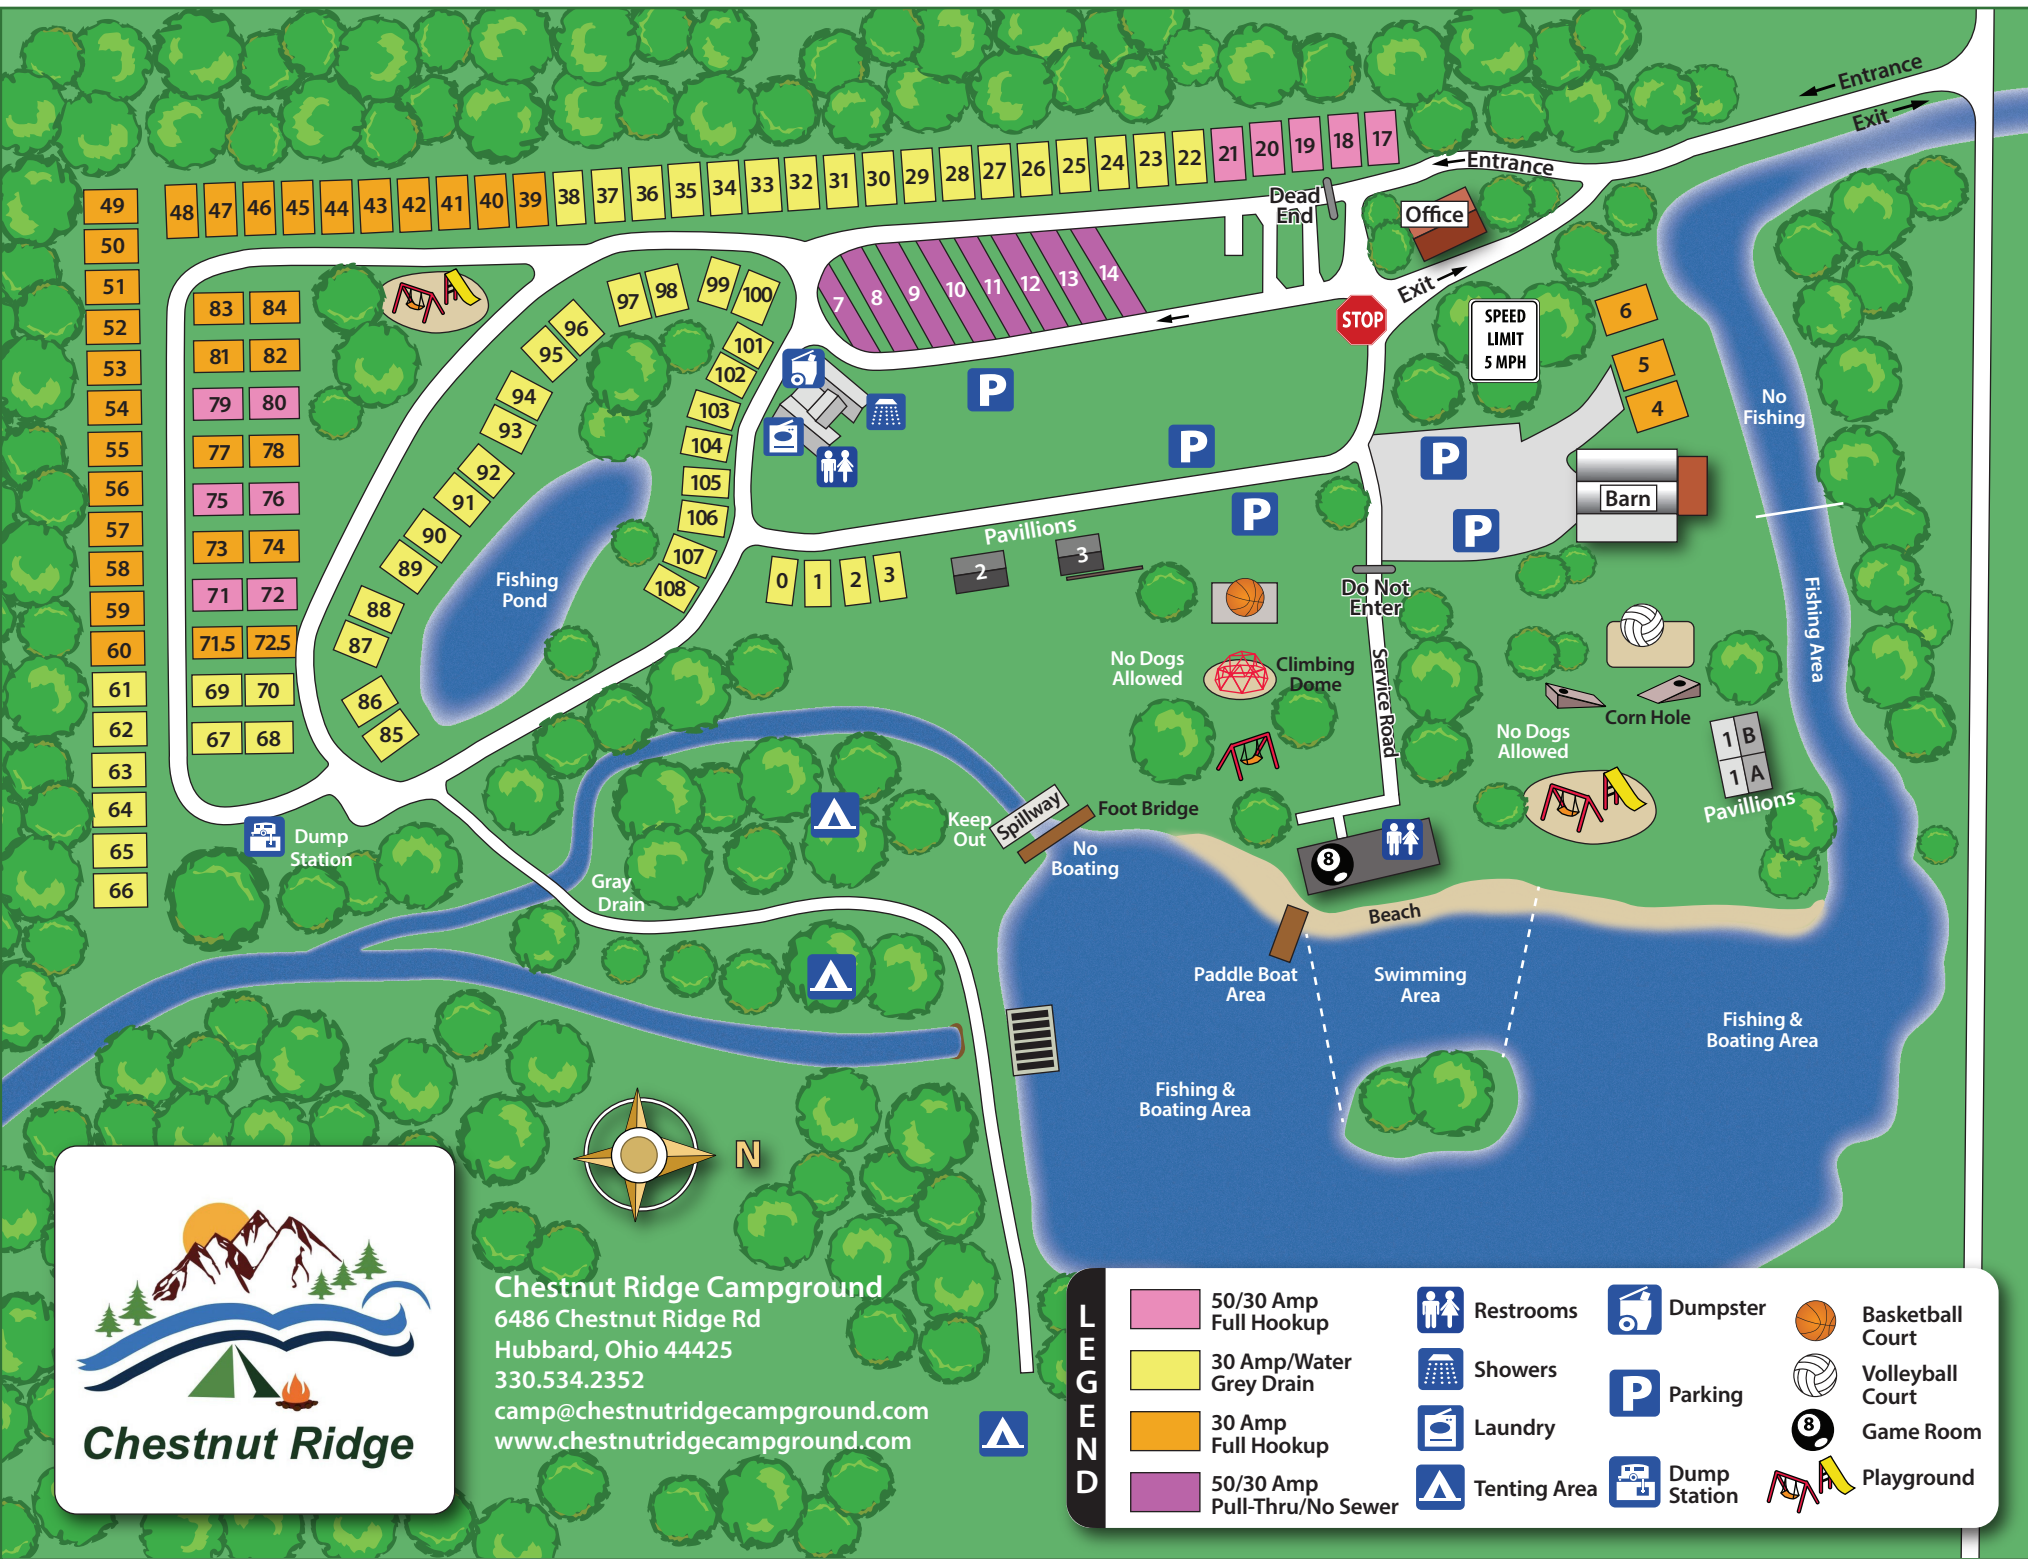 Entrance
Exit
49
48
47
46
45
44
43
42
41
40
39
38
37
36
35
34
33
32
31
30
29
28
27
26
25
24
23
22
21
20
19
18
17
Entrance
Dead
End
Office
Exit
STOP
SPEED
LIMIT
5 MPH
6
5
4
No
Fishing
Barn
50
51
52
53
54
55
56
57
58
59
60
61
62
63
64
65
66
83
84
81
82
79
80
77
78
75
76
73
74
71
72
71.5
72.5
69
70
67
68
97
98
99
100
96
95
94
93
92
91
90
89
88
87
86
85
101
102
103
104
105
106
107
108
7
8
9
10
11
12
13
14
P
P
P
P
P
Fishing
Pond
0
1
2
3
Pavillions
2
3
Do Not
Enter
Service Road
No Dogs
Allowed
Climbing
Dome
Fishing Area
Corn Hole
No Dogs
Allowed
1 B
1 A
Pavillions
Dump
Station
Gray
Drain
Keep
Out
Spillway
Foot Bridge
No
Boating
8
Beach
Paddle Boat
Area
Swimming
Area
Fishing &
Boating Area
Fishing &
Boating Area
N
Chestnut Ridge
Chestnut Ridge Campground
6486 Chestnut Ridge Rd
Hubbard, Ohio 44425
330.534.2352
camp@chestnutridgecampground.com
www.chestnutridgecampground.com
LEGEND
50/30 Amp
Full Hookup
30 Amp/Water
Grey Drain
30 Amp
Full Hookup
50/30 Amp
Pull-Thru/No Sewer
Restrooms
Showers
Laundry
Tenting Area
Dumpster
P
Parking
Dump
Station
Basketball
Court
Volleyball
Court
8
Game Room
Playground